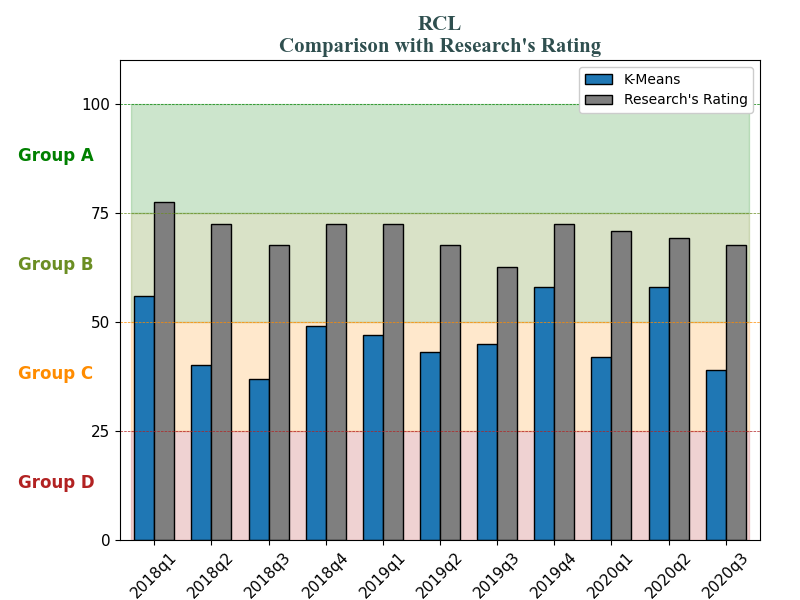 RCL
Comparison with Research's Rating
K-Means
Research's Rating
100
Group A
75
Group B
50
Group C
25
Group D
0
2018q1
2018q2
2018q3
2018q4
2019q1
2019q2
2019q3
2019q4
2020q1
2020q2
2020q3